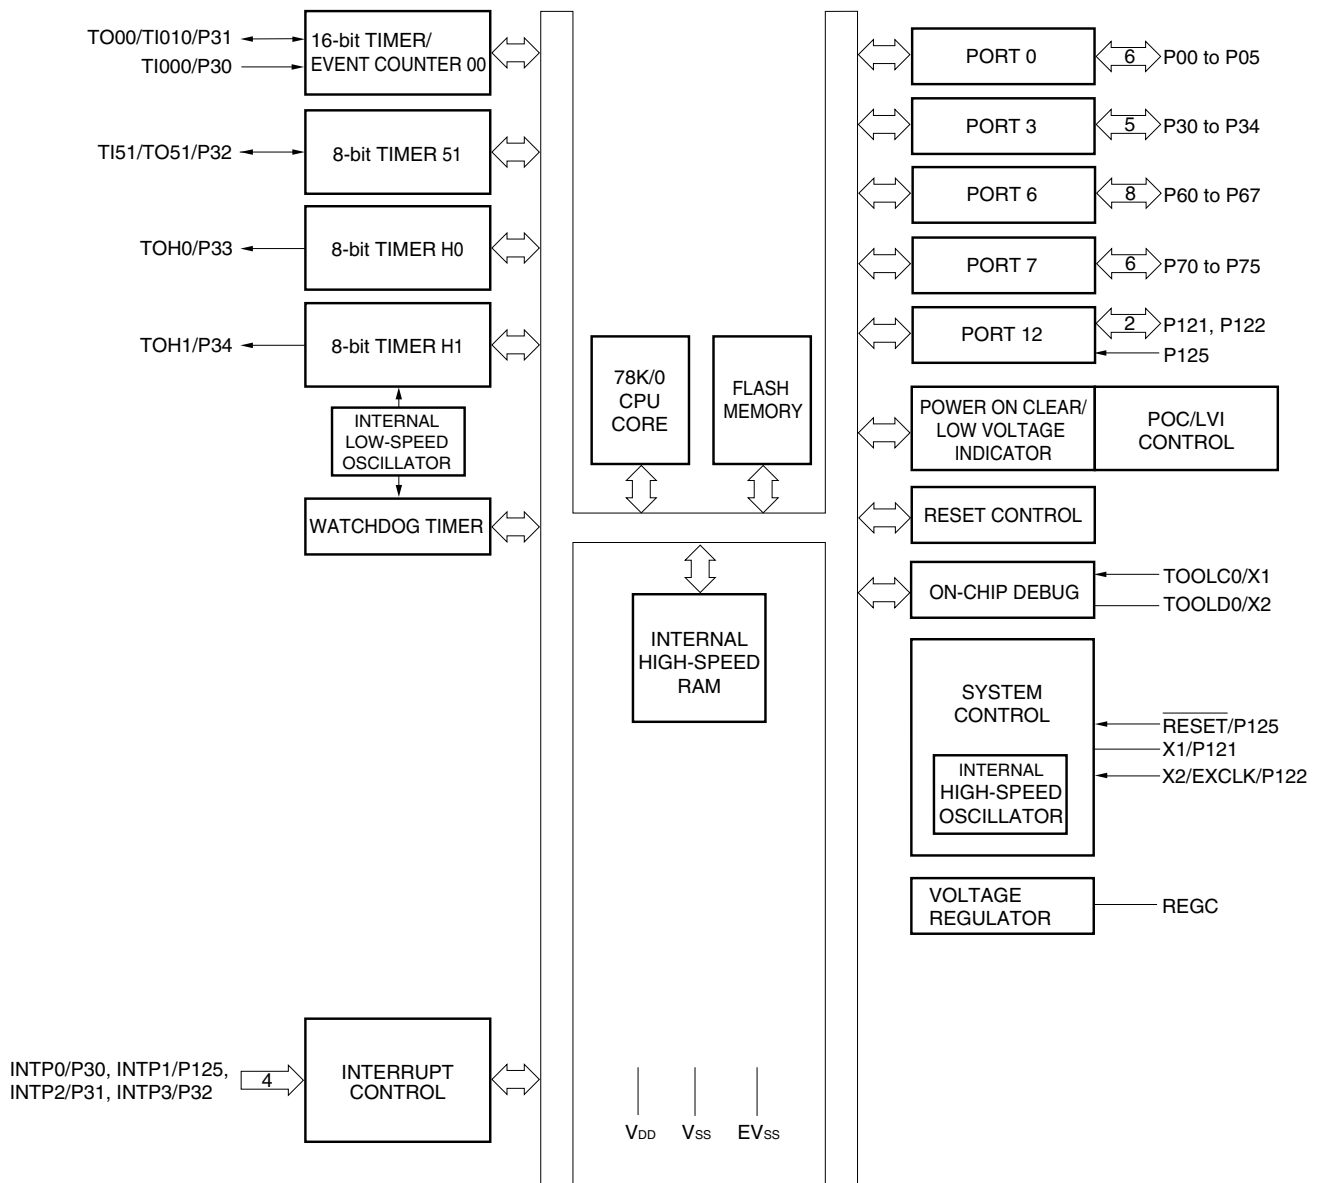 TO00/TI010/P31
TI000/P30
16-bit TIMER/
EVENT COUNTER 00
TI51/TO51/P32
8-bit TIMER 51
TOH0/P33
8-bit TIMER H0
TOH1/P34
8-bit TIMER H1
INTERNAL
LOW-SPEED
OSCILLATOR
WATCHDOG TIMER
INTP0/P30, INTP1/P125,
INTP2/P31, INTP3/P32
4
INTERRUPT
CONTROL
78K/0
CPU
CORE
FLASH
MEMORY
INTERNAL
HIGH-SPEED
RAM
VDD
VSS
EVSS
PORT 0
6
P00 to P05
PORT 3
5
P30 to P34
PORT 6
8
P60 to P67
PORT 7
6
P70 to P75
PORT 12
2
P121, P122
P125
POWER ON CLEAR/
LOW VOLTAGE
INDICATOR
POC/LVI
CONTROL
RESET CONTROL
ON-CHIP DEBUG
TOOLC0/X1
TOOLD0/X2
SYSTEM
CONTROL
INTERNAL
HIGH-SPEED
OSCILLATOR
RESET/P125
X1/P121
X2/EXCLK/P122
VOLTAGE
REGULATOR
REGC